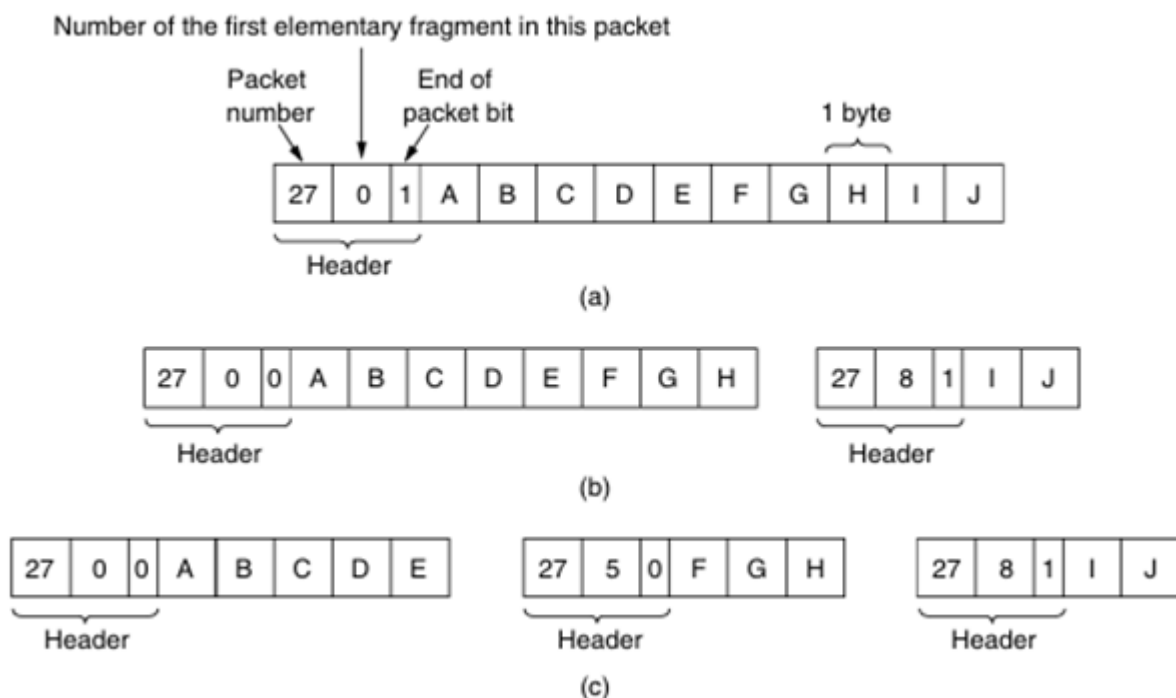 Number of the first elementary fragment in this packet
Packet number
End of packet bit
1 byte
27 0 1 A B C D E F G H I J
Header
(a)
27 0 0 A B C D E F G H
27 8 1 I J
Header
Header
(b)
27 0 0 A B C D E
27 5 0 F G H
27 8 1 I J
Header
Header
Header
(c)